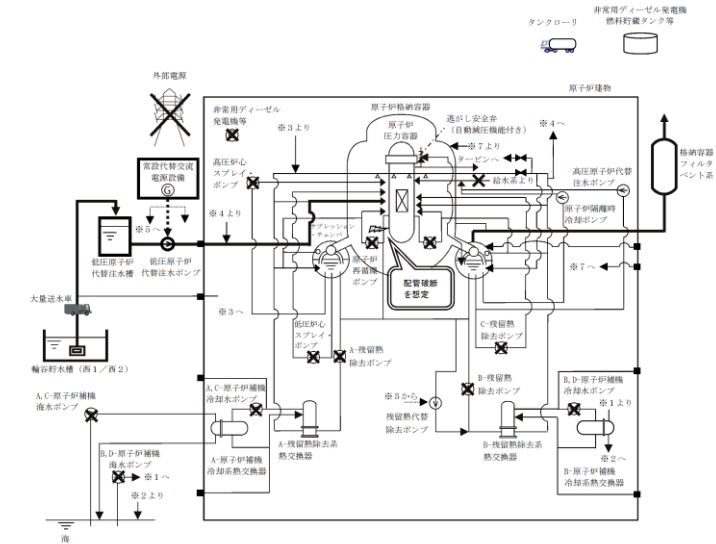 非常用ディーゼル発電機
燃料貯蔵タンク等
タンクローリ
外部電源
原子炉建物
非常用ディーゼル
発電機等
原子炉格納容器
原子炉
圧力容器
逃がし安全弁
(自動減圧機能付き)
※3より
※4へ
※7より
タービンへ
常設代替交流
電源設備
G
高圧炉心
スプレイ・
ポンプ
給水系より
高圧原子炉代替
注水ポンプ
格納容器
フィルタ
ベント系
原子炉隔離時
冷却ポンプ
※4より
※5へ
サプレッション
・チェンバ
低圧原子炉
代替注水槽
低圧原子炉
代替注水ポンプ
原子炉
再循環
ポンプ
配管破断
を想定
※7へ
大量送水車
※3へ
低圧炉心
スプレイ・
ポンプ
A-残留熱
除去ポンプ
C-残留熱
除去ポンプ
輪谷貯水槽(西1/西2)
A,C-原子炉補機
海水ポンプ
A,C-原子炉補機
冷却水ポンプ
※5から
残留熱代替
除去ポンプ
B-残留熱
除去ポンプ
B,D-原子炉補機
冷却水ポンプ
※1より
B,D-原子炉補機
海水ポンプ
※1へ
※2より
A-原子炉補機
冷却系熱交換器
A-残留熱除去系
熱交換器
B-残留熱除去系
熱交換器
※2へ
B-原子炉補機
冷却系熱交換器
海